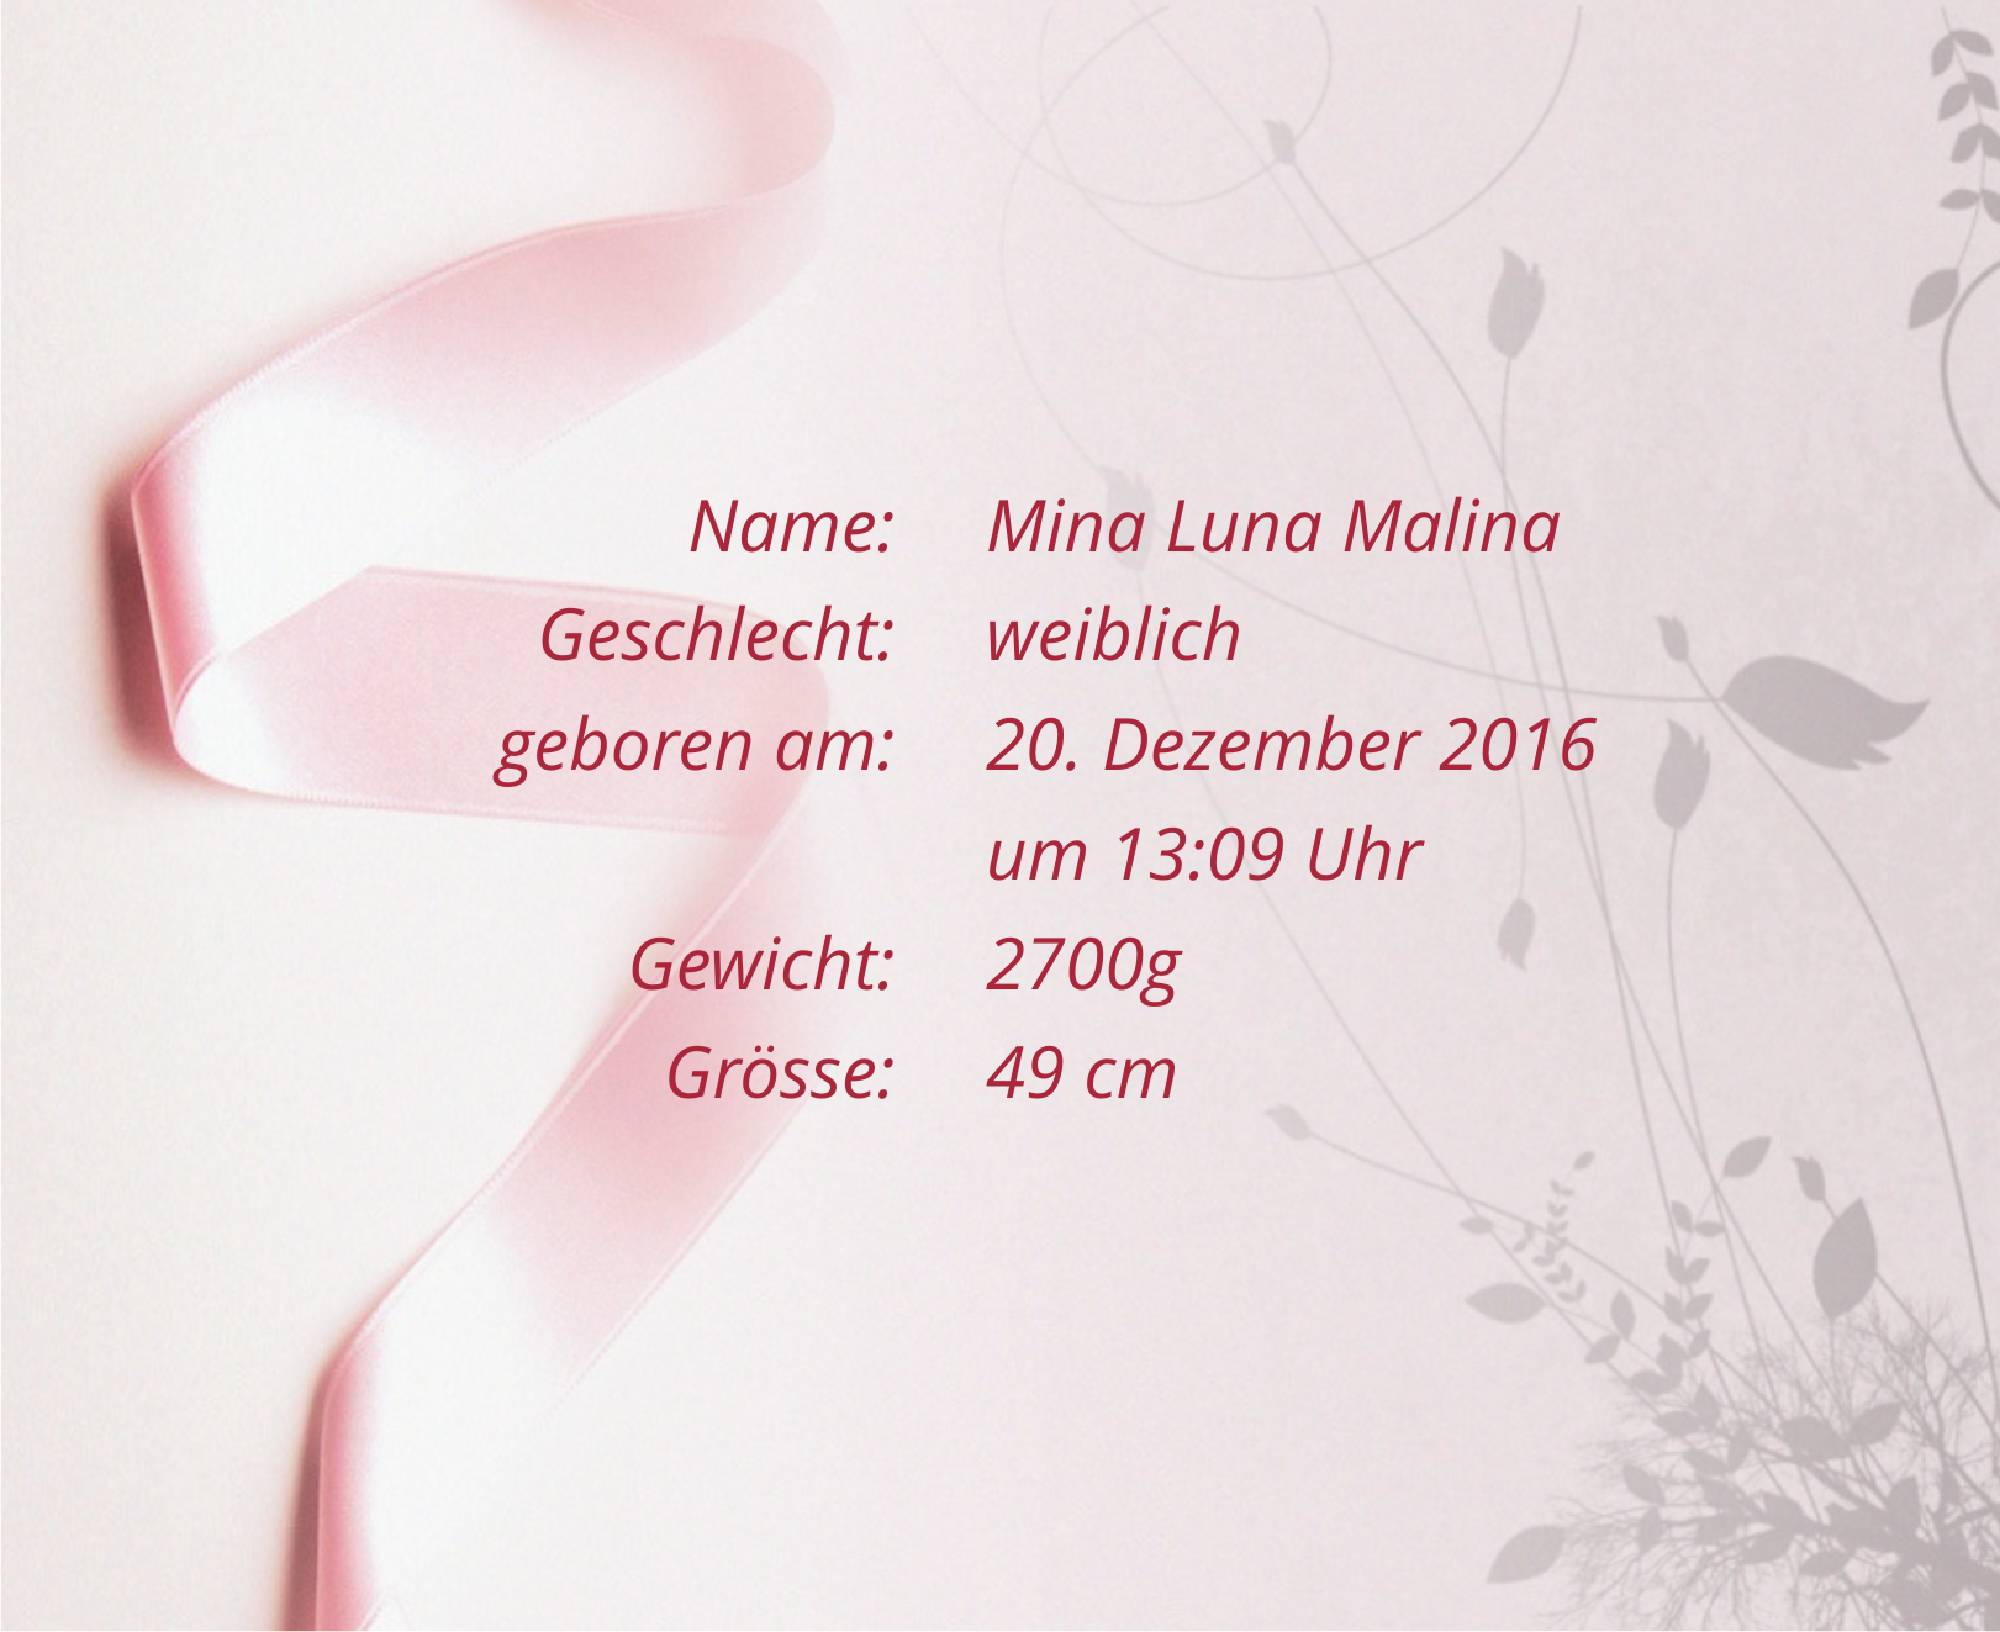 Name: Mina Luna Malina
Geschlecht: weiblich
geboren am: 20. Dezember 2016
um 13:09 Uhr
Gewicht: 2700g
Grösse: 49 cm